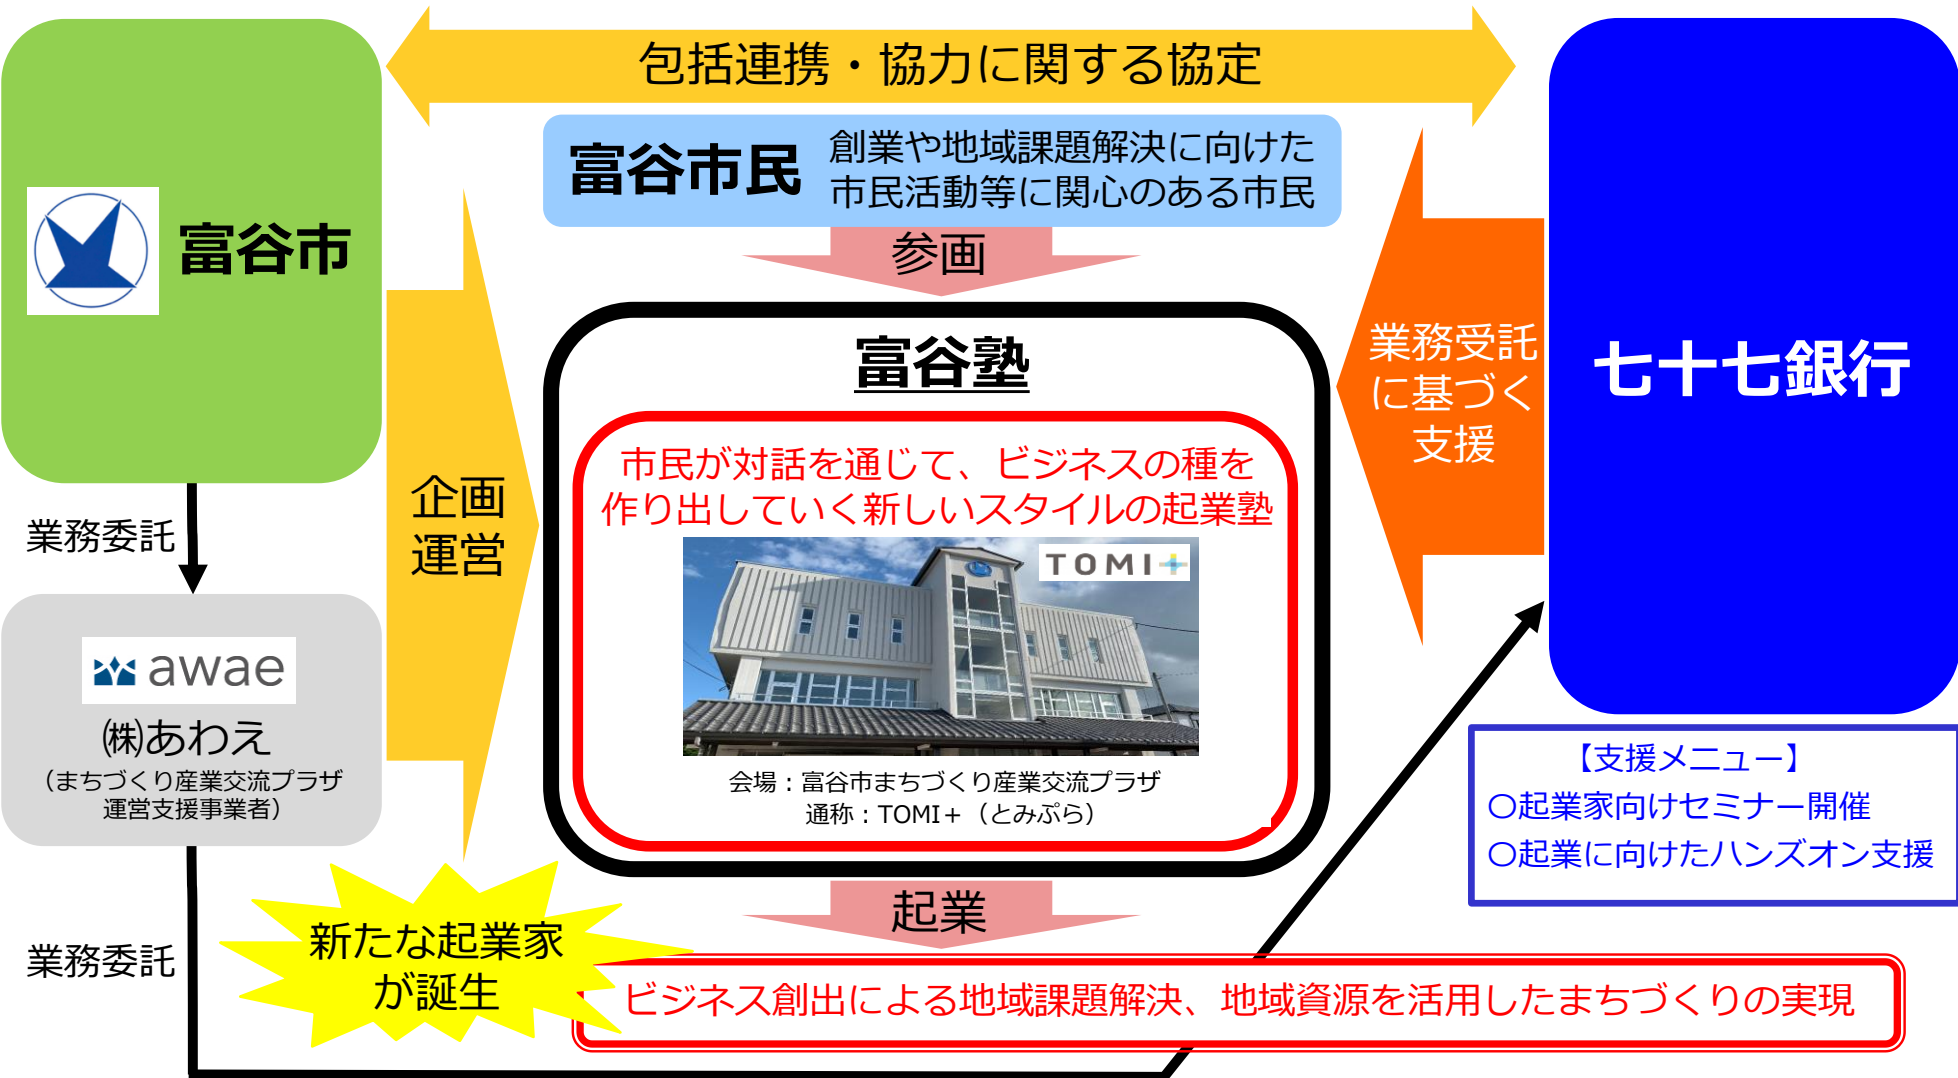 包括連携・協力に関する協定
富谷市
富谷市民
創業や地域課題解決に向けた
市民活動等に関心のある市民
参画
富谷塾
市民が対話を通じて、ビジネスの種を
作り出していく新しいスタイルの起業塾
TOMI+
会場：富谷市まちづくり産業交流プラザ
通称：TOMI＋（とみぷら）
企画
運営
業務受託
に基づく
支援
七十七銀行
業務委託
awae
㈱あわえ
（まちづくり産業交流プラザ
運営支援事業者）
【支援メニュー】
〇起業家向けセミナー開催
〇起業に向けたハンズオン支援
業務委託
起業
新たな起業家
が誕生
ビジネス創出による地域課題解決、地域資源を活用したまちづくりの実現